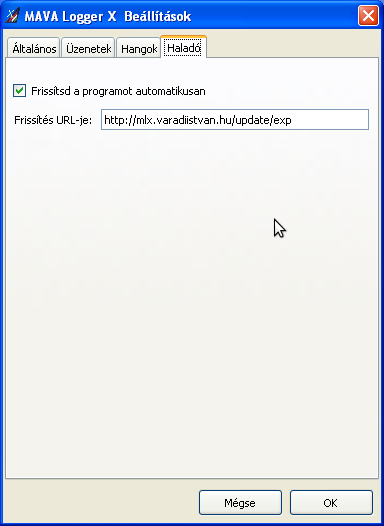 MAVA Logger X Beállítások
Általános Üzenetek Hangok Haladó
Frissítsd a programot automatikusan
Frissítés URL-je: http://mlx.varadiistvan.hu/update/exp
Mégse OK